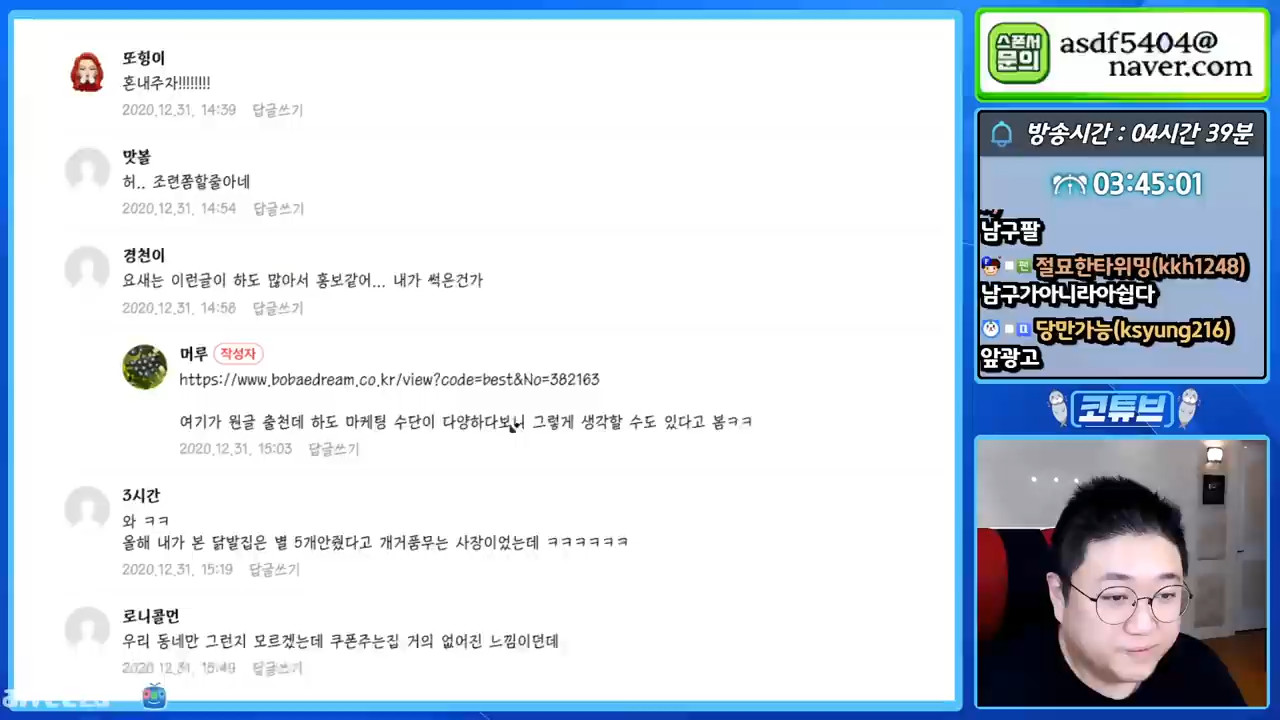 또힝이
혼내주자!!!!!!!!
2020.12.31. 14:39 답글쓰기
맛볼
허.. 조련쫌할줄아네
2020.12.31. 14:54 답글쓰기
경천이
요새는 이런글이 하도 많아서 홍보같어... 내가 썩은건가
2020.12.31. 14:58 답글쓰기
머루 작성자
https://www.bobaedream.co.kr/view?code=best&No=382163
여기가 원글 출천데 하도 마케팅 수단이 다양하다보니 그렇게 생각할 수도 있다고 봄ㅋㅋ
2020.12.31. 15:03 답글쓰기
3시간
와 ㅋㅋ
올해 내가 본 닭발집은 별 5개안줬다고 개거품무는 사장이었는데 ㅋㅋㅋㅋㅋㅋ
2020.12.31. 15:19 답글쓰기
로니콜먼
우리 동네만 그런지 모르겠는데 쿠폰주는집 거의 없어진 느낌이던데
2020.12.31. 15:49 답글쓰기
스폰서
문의
asdf5404@
naver.com
방송시간 : 04시간 39분
03:45:01
남구팔
팬 절묘한타위밍(kkh1248)
남구가아니라아쉽다
당만가능(ksyung216)
앞광고
코튜브